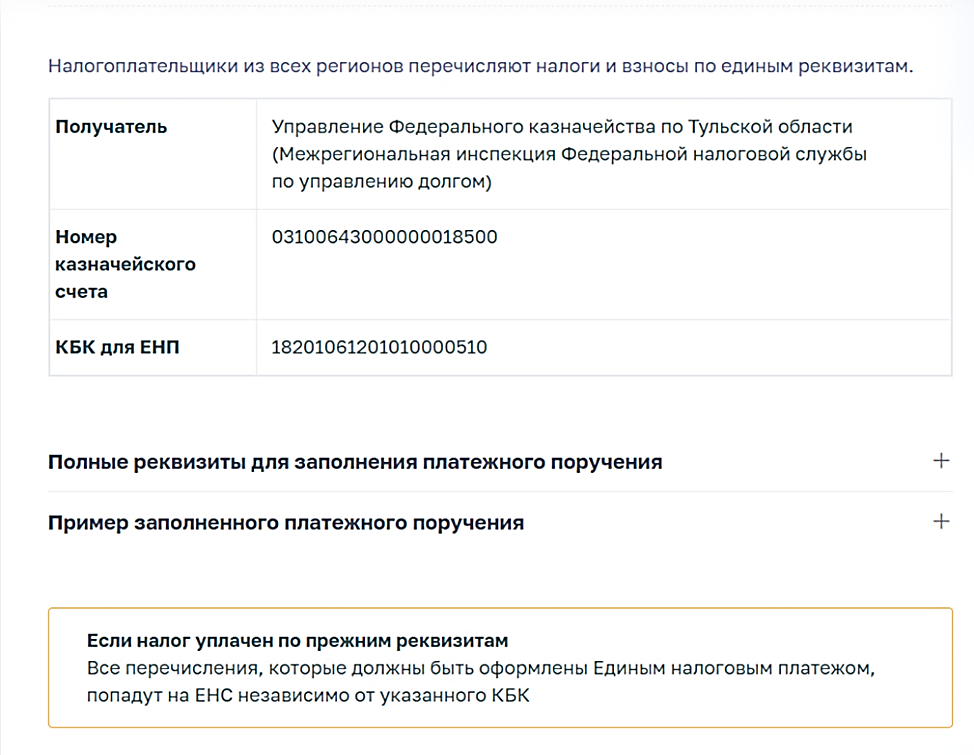 Налогоплательщики из всех регионов перечисляют налоги и взносы по единым реквизитам.
Получатель
Управление Федерального казначейства по Тульской области
(Межрегиональная инспекция Федеральной налоговой службы
по управлению долгом)
Номер
казначейского
счета
03100643000000018500
КБК для ЕНП
18201061201010000510
Полные реквизиты для заполнения платежного поручения
Пример заполненного платежного поручения
Если налог уплачен по прежним реквизитам
Все перечисления, которые должны быть оформлены Единым налоговым платежом,
попадут на ЕНС независимо от указанного КБК